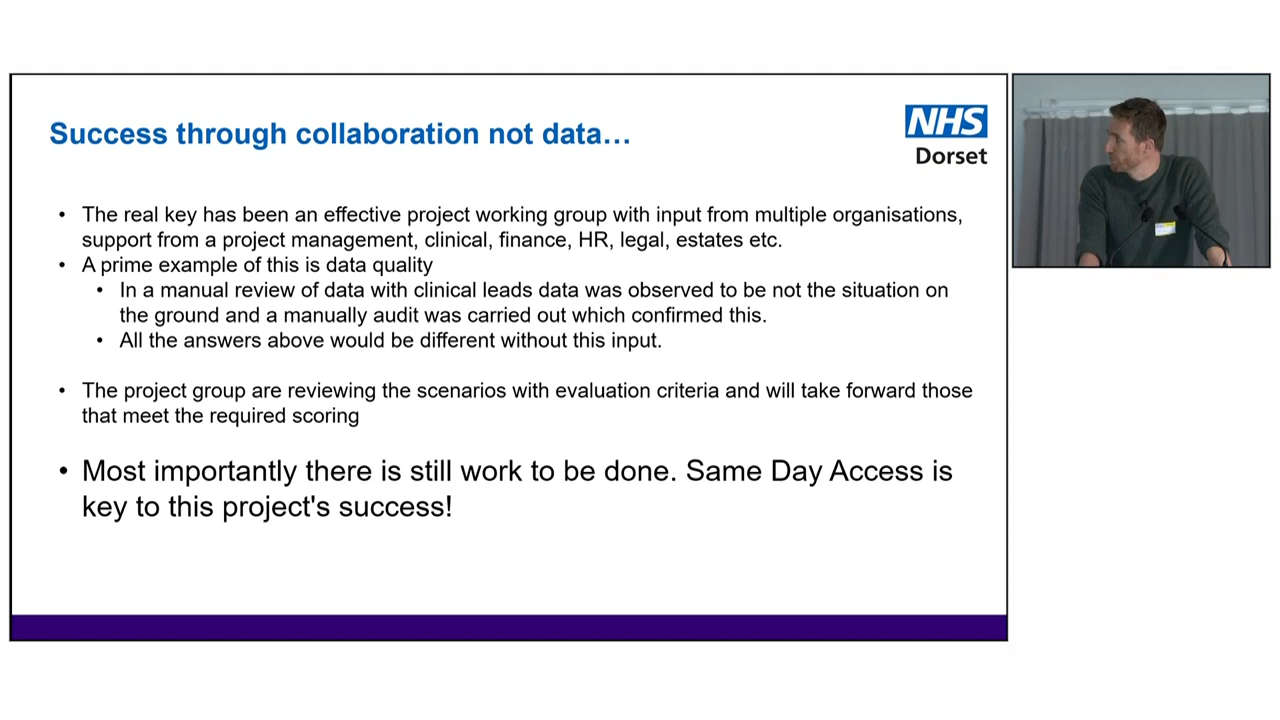 Success through collaboration not data…
NHS
Dorset
• The real key has been an effective project working group with input from multiple organisations,
support from a project management, clinical, finance, HR, legal, estates etc.
• A prime example of this is data quality
• In a manual review of data with clinical leads data was observed to be not the situation on
the ground and a manually audit was carried out which confirmed this.
• All the answers above would be different without this input.
• The project group are reviewing the scenarios with evaluation criteria and will take forward those
that meet the required scoring
• Most importantly there is still work to be done. Same Day Access is
key to this project's success!